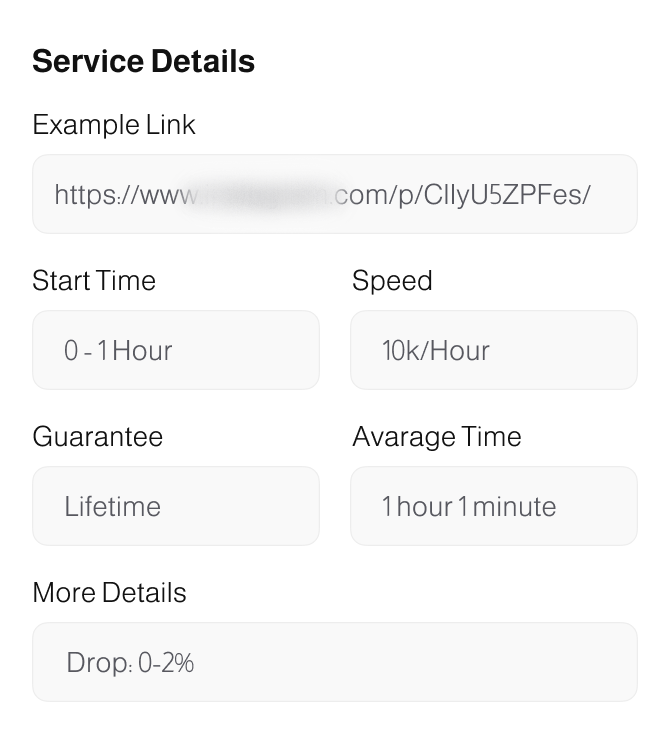 Service Details
Example Link
https://www .com/p/CIlyU5ZPFes/
Start Time
Speed
0 - 1 Hour
10k/Hour
Guarantee
Avarage Time
Lifetime
1 hour 1 minute
More Details
Drop: 0-2%